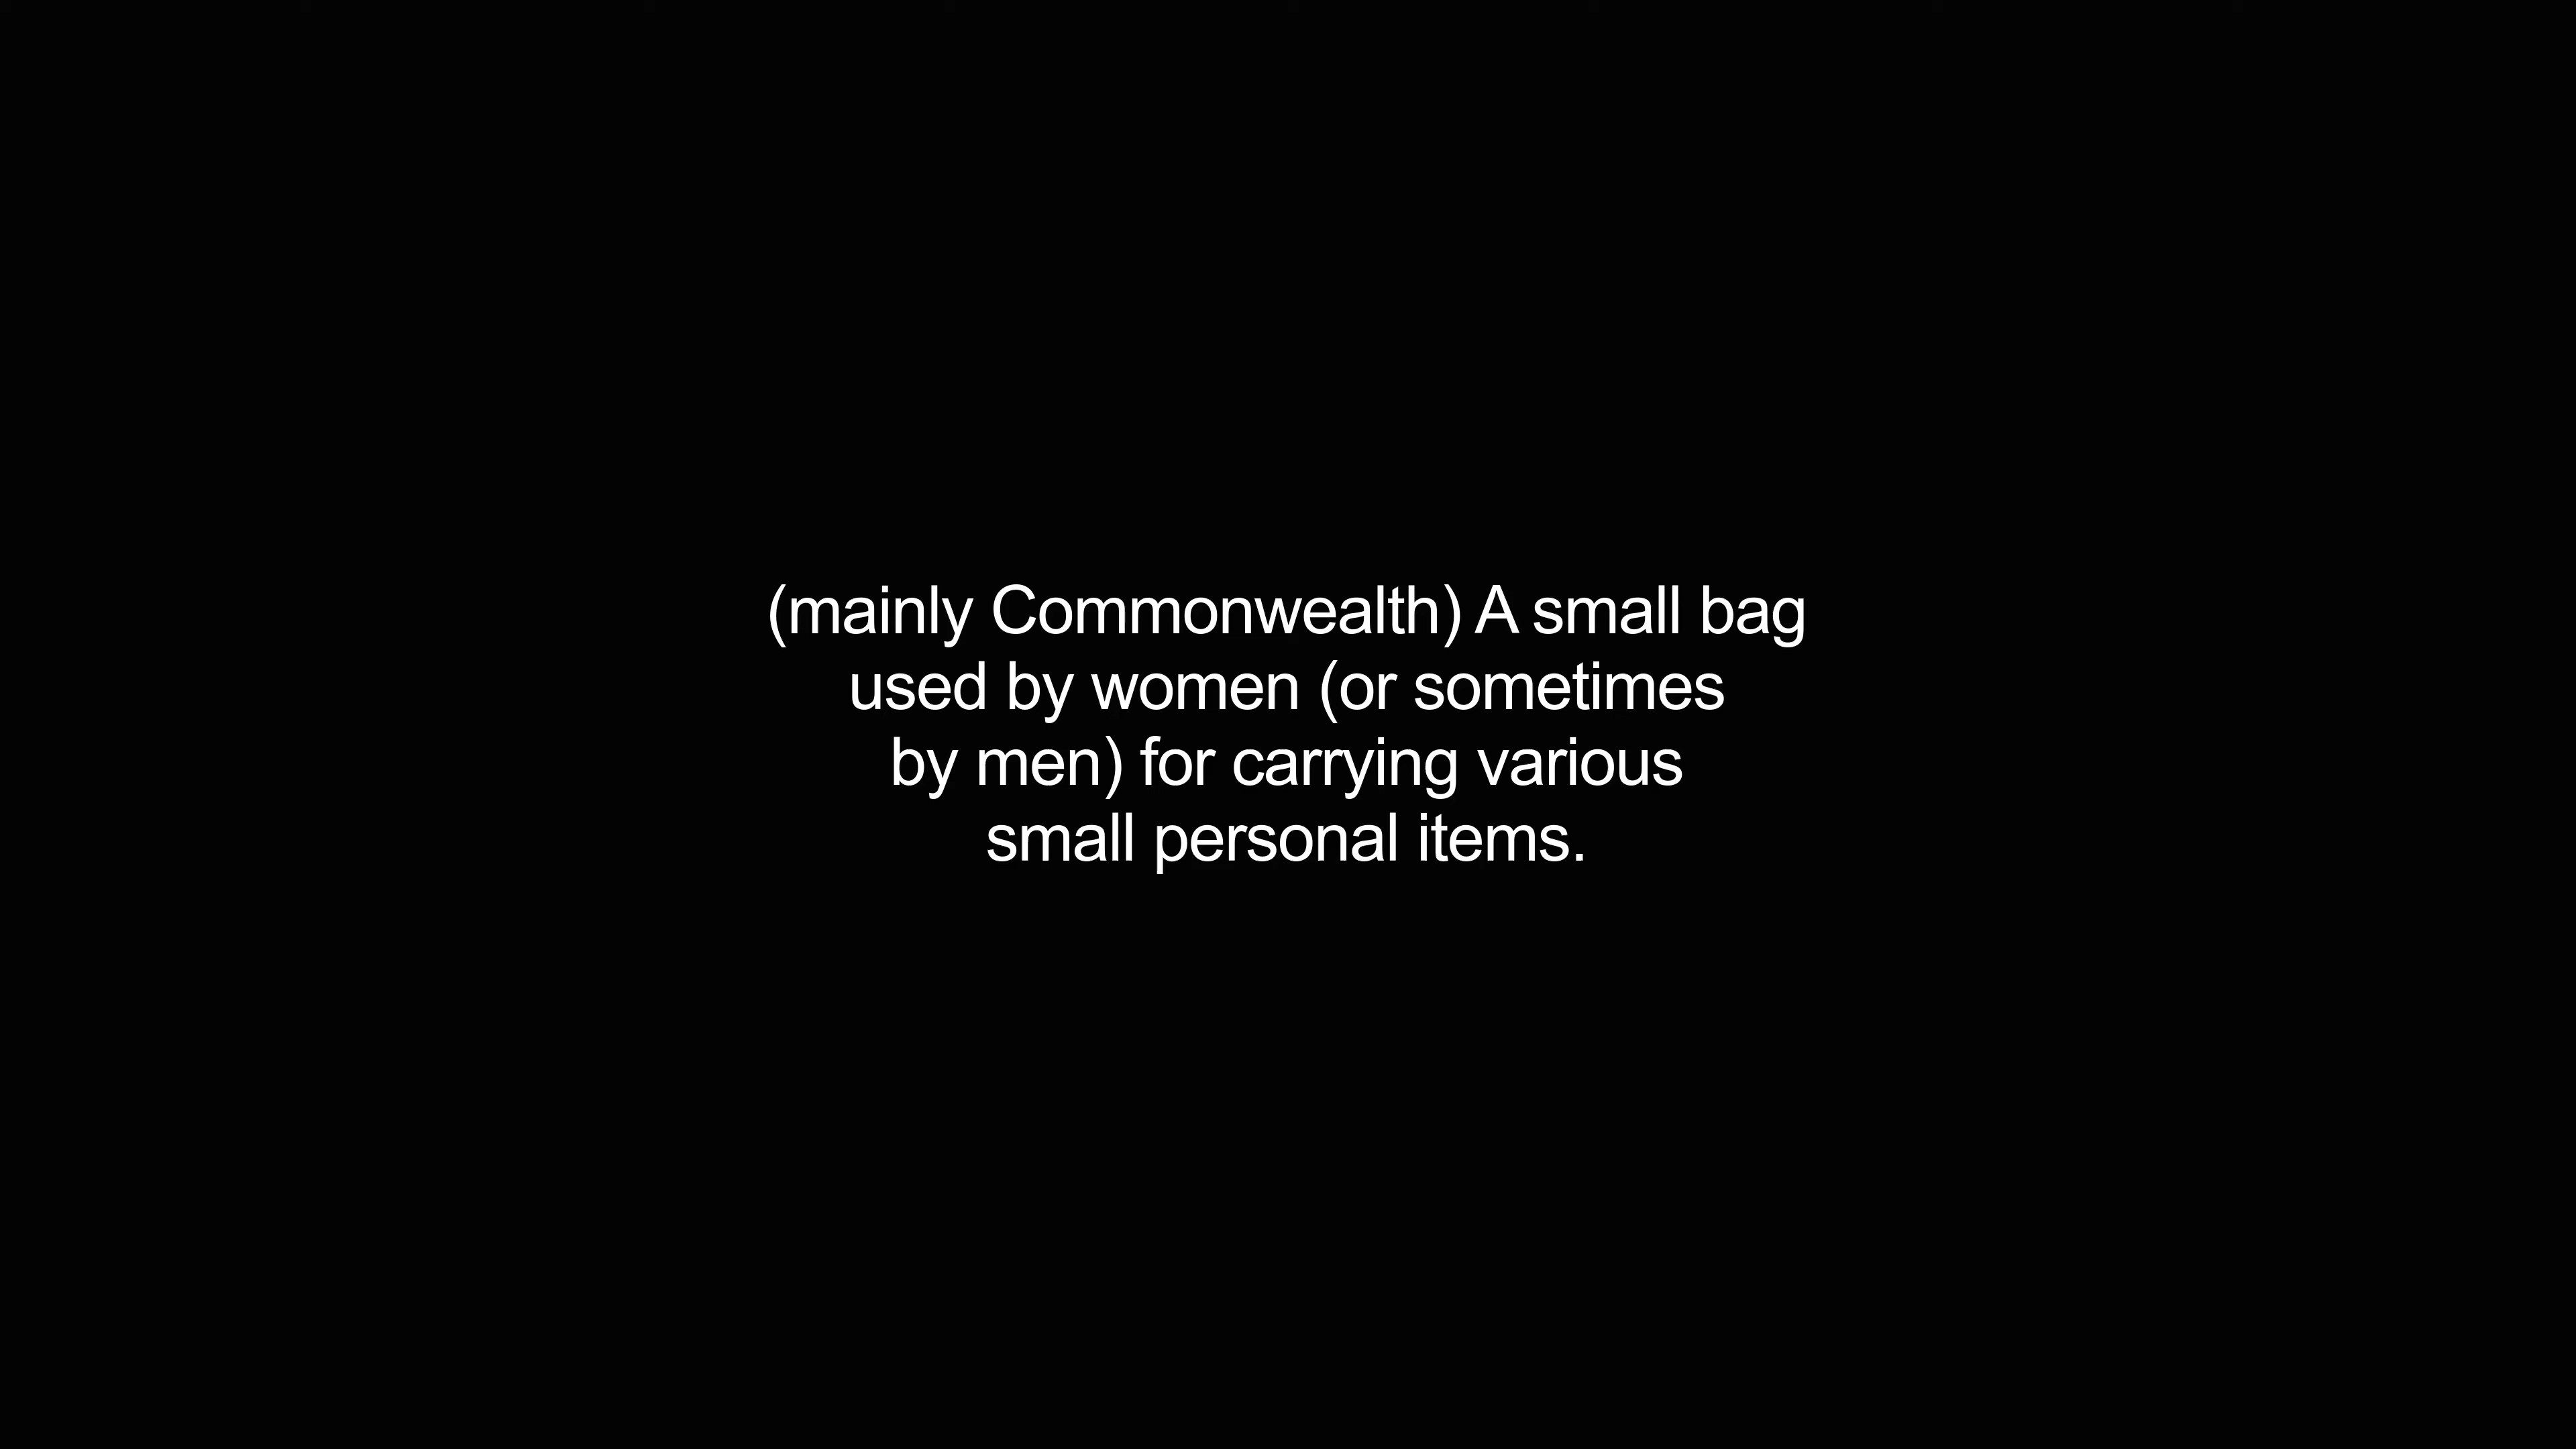 (mainly Commonwealth) A small bag
used by women (or sometimes
by men) for carrying various
small personal items.